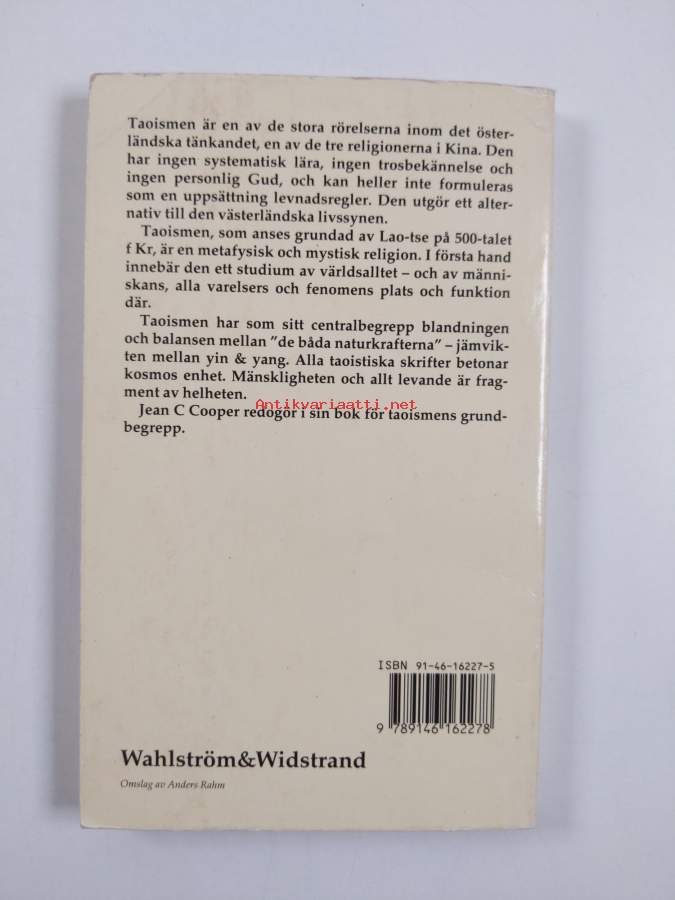 Taoismen är en av de stora rörelserna inom det öster-
ländska tänkandet, en av de tre religionerna i Kina. Den
har ingen systematisk lära, ingen trosbekännelse och
ingen personlig Gud, och kan heller inte formuleras
som en uppsättning levnadsregler. Den utgör ett alter-
nativ till den västerländska livssynen.
Taoismen, som anses grundad av Lao-tse på 500-talet
f Kr, är en metafysisk och mystisk religion. I första hand
innebär den ett studium av världsalltet – och av männi-
skans, alla varelsers och fenomens plats och funktion
där.
Taoismen har som sitt centralbegrepp blandningen
och balansen mellan "de båda naturkrafterna" – jämvik-
ten mellan yin & yang. Alla taoistiska skrifter betonar
kosmos enhet. Mänskligheten och allt levande är frag-
ment av helheten.
Antikvariaatti.net
Jean C Cooper redogör i sin bok för taoismens grund-
begrepp.
ISBN 91-46-16227-5
9 789146 162278
Wahlström&Widstrand
Omslag av Anders Rahm